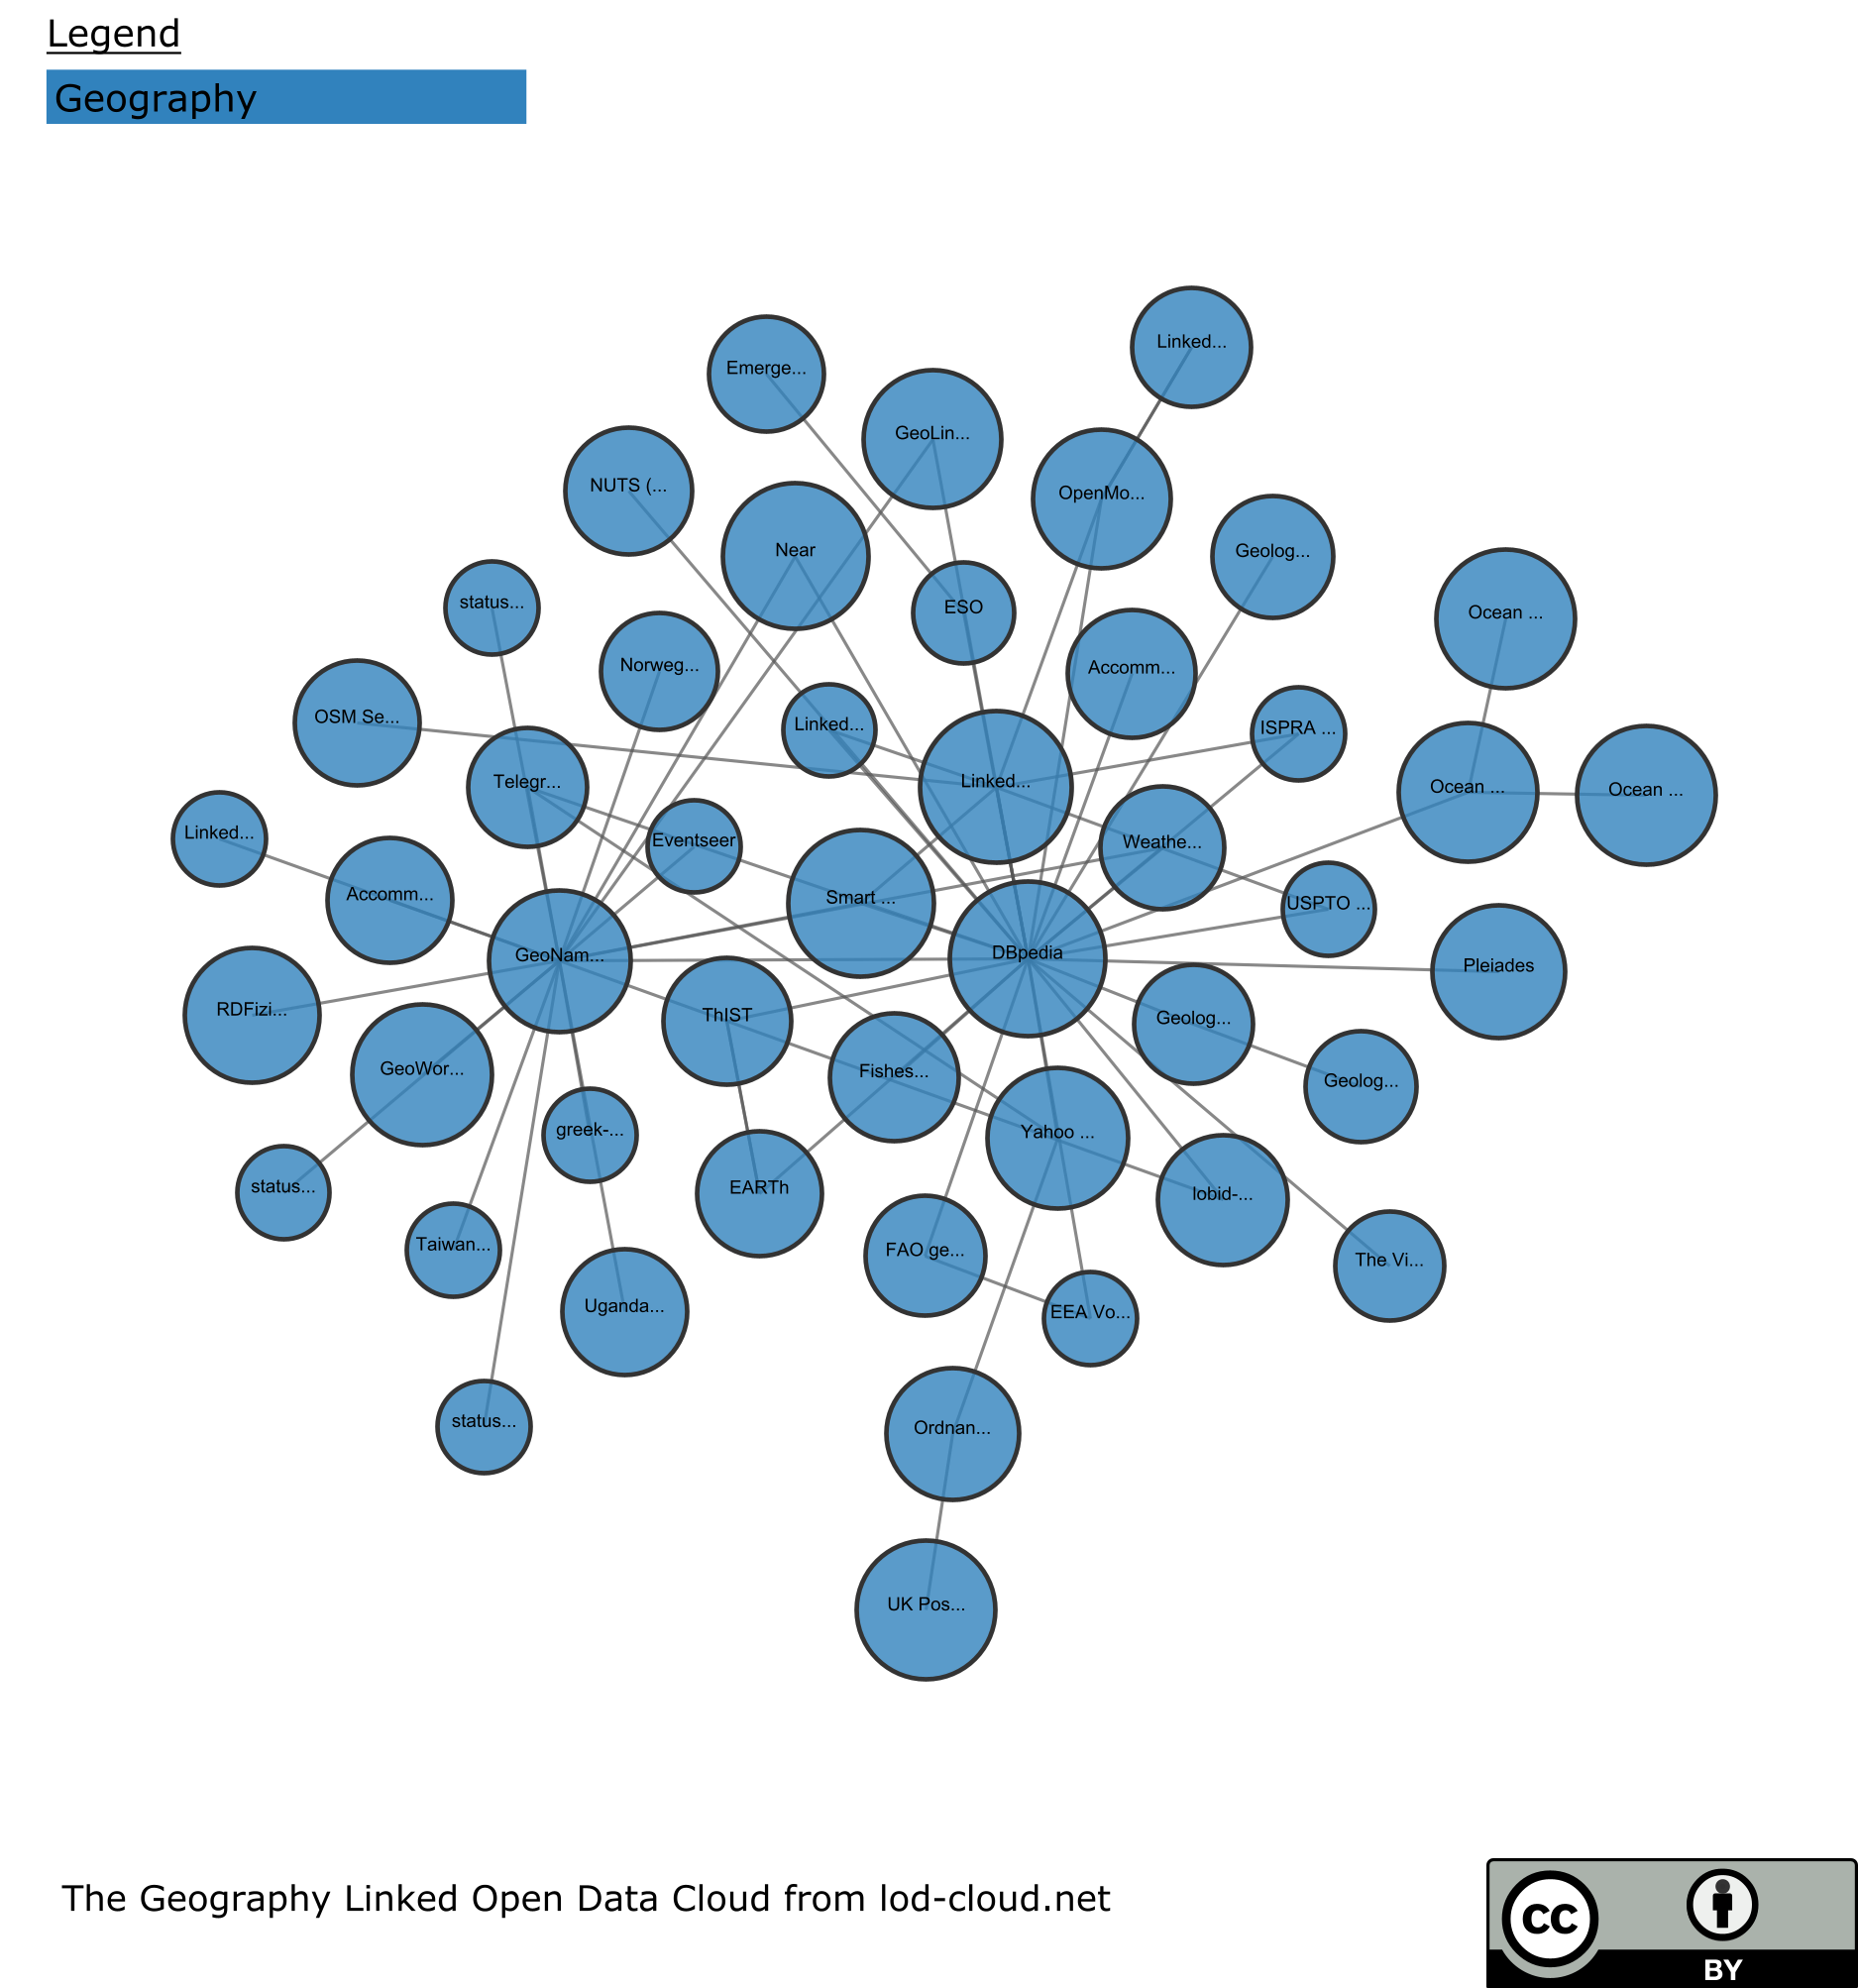 Legend
Geography
Linked...
Emerge...
GeoLin...
NUTS (...
OpenMo...
Near
Geolog...
status...
ESO
Ocean ...
Norweg...
Accomm...
OSM Se...
Linked...
ISPRA ...
Telegr...
Linked...
Ocean ...
Ocean ...
Linked...
Eventseer
Weathe...
Accomm...
Smart ...
USPTO ...
GeoNam...
DBpedia
Pleiades
RDFizi...
ThIST
Geolog...
GeoWor...
Fishes...
Geolog...
greek-...
Yahoo ...
status...
EARTh
lobid-...
Taiwan...
FAO ge...
The Vi...
Uganda...
EEA Vo...
status...
Ordnan...
UK Pos...
The Geography Linked Open Data Cloud from lod-cloud.net
cc
BY